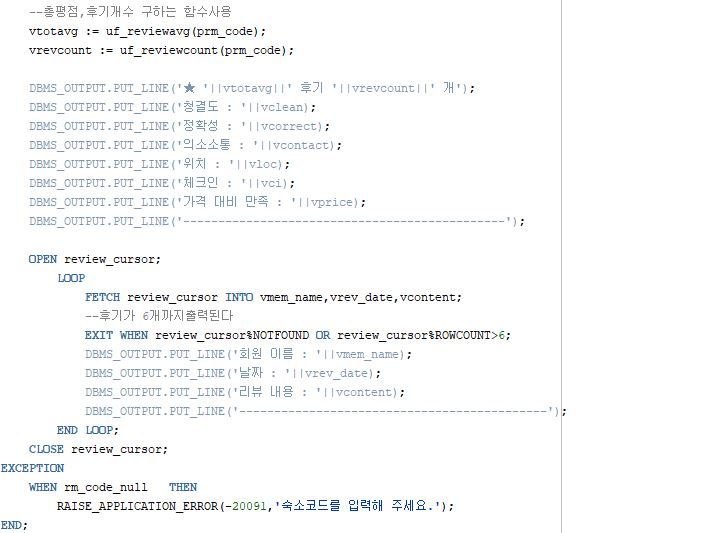 --총평점,후기개수 구하는 함수사용
vtotavg := uf_reviewavg(prm_code);
vrevcount := uf_reviewcount(prm_code);
DBMS_OUTPUT.PUT_LINE('★ '||vtotavg||' 후기 '||vrevcount||' 개');
DBMS_OUTPUT.PUT_LINE('청결도 : '||vclean);
DBMS_OUTPUT.PUT_LINE('정확성 : '||vcorrect);
DBMS_OUTPUT.PUT_LINE('의소소통 : '||vcontact);
DBMS_OUTPUT.PUT_LINE('위치 : '||vloc);
DBMS_OUTPUT.PUT_LINE('체크인 : '||vci);
DBMS_OUTPUT.PUT_LINE('가격 대비 만족 : '||vprice);
DBMS_OUTPUT.PUT_LINE('----------------------------------------------');
OPEN review_cursor;
LOOP
FETCH review_cursor INTO vmem_name,vrev_date,vcontent;
--후기가 6개까지출력된다
EXIT WHEN review_cursor%NOTFOUND OR review_cursor%ROWCOUNT>6;
DBMS_OUTPUT.PUT_LINE('회원 이름 : '||vmem_name);
DBMS_OUTPUT.PUT_LINE('날짜 : '||vrev_date);
DBMS_OUTPUT.PUT_LINE('리뷰 내용 : '||vcontent);
DBMS_OUTPUT.PUT_LINE('--------------------------------------------');
END LOOP;
CLOSE review_cursor;
EXCEPTION
WHEN rm_code_null   THEN
RAISE_APPLICATION_ERROR(-20091,'숙소코드를 입력해 주세요.');
END;